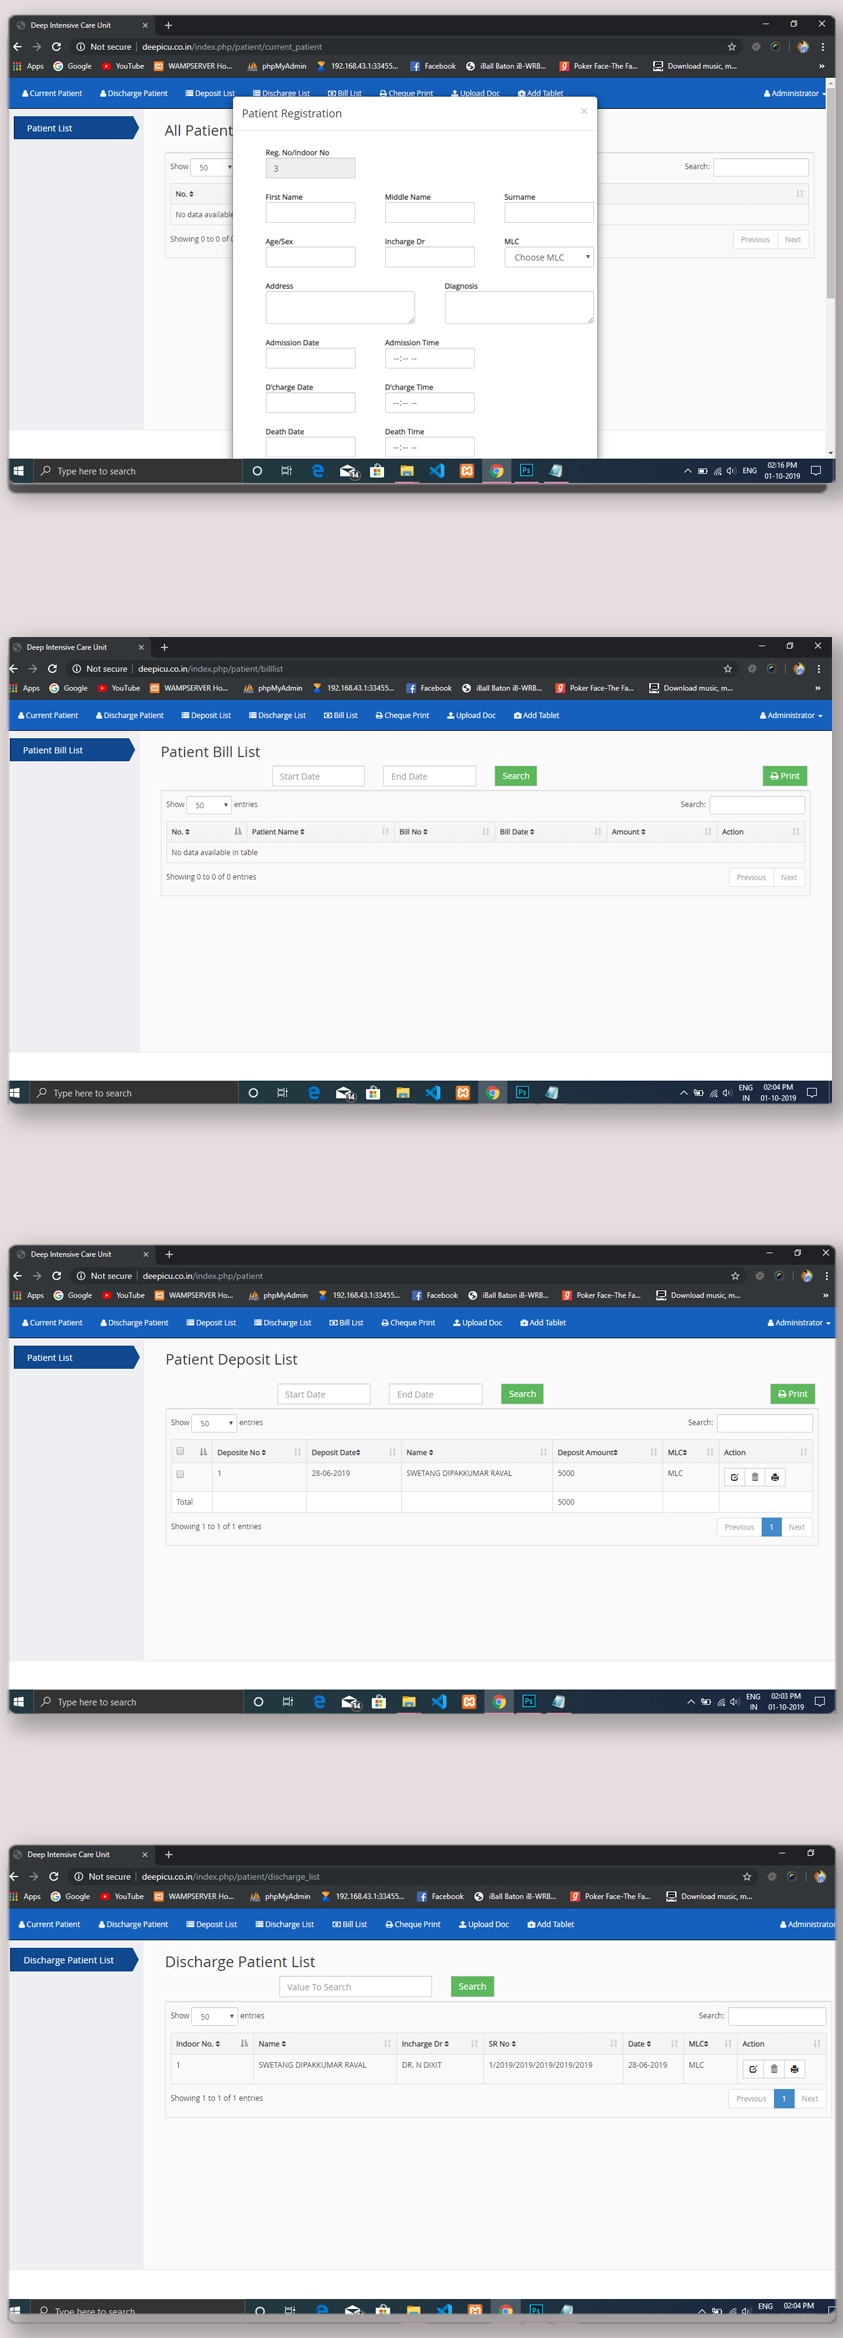 Deep Intensive Care Unit
Not secure | deepicu.co.in/index.php/patient/current_patient
Apps Google YouTube WAMPSERVER Ho... phpMyAdmin 192.168.43.1:33455... Facebook iBall Baton iB-WRB... Poker Face-The Fa... Download music, m... »
Current Patient Discharge Patient Deposit List Discharge List Bill List Cheque Print Upload Doc Add Tablet Administrator
Patient List
All Patient
Patient Registration ×
Show 50
Search:
No.
No data available
Showing 0 to 0 of 0
Previous Next
Reg. No/Indoor No
3
First Name Middle Name Surname
Age/Sex Incharge Dr MLC
Choose MLC
Address Diagnosis
Admission Date Admission Time
--:-- --
D'charge Date D'charge Time
--:-- --
Death Date Death Time
--:-- --
Type here to search 14 Ps ENG 02:16 PM
01-10-2019
Deep Intensive Care Unit
Not secure | deepicu.co.in/index.php/patient/billlist
Apps Google YouTube WAMPSERVER Ho... phpMyAdmin 192.168.43.1:33455... Facebook iBall Baton iB-WRB... Poker Face-The Fa... Download music, m... »
Current Patient Discharge Patient Deposit List Discharge List Bill List Cheque Print Upload Doc Add Tablet Administrator
Patient Bill List
Patient Bill List
Start Date End Date Search Print
Show 50 entries Search:
No. Patient Name Bill No Bill Date Amount Action
No data available in table
Showing 0 to 0 of 0 entries Previous Next
Type here to search 14 Ps ENG 02:04 PM
IN 01-10-2019
Deep Intensive Care Unit
Not secure | deepicu.co.in/index.php/patient
Apps Google YouTube WAMPSERVER Ho... phpMyAdmin 192.168.43.1:33455... Facebook iBall Baton iB-WRB... Poker Face-The Fa... Download music, m... »
Current Patient Discharge Patient Deposit List Discharge List Bill List Cheque Print Upload Doc Add Tablet Administrator
Patient List
Patient Deposit List
Start Date End Date Search Print
Show 50 entries Search:
Deposite No Deposit Date Name Deposit Amount MLC Action
1 28-06-2019 SWETANG DIPAKKUMAR RAVAL 5000 MLC
Total 5000
Showing 1 to 1 of 1 entries Previous 1 Next
Type here to search 14 Ps ENG 02:03 PM
IN 01-10-2019
Deep Intensive Care Unit
Not secure | deepicu.co.in/index.php/patient/discharge_list
Apps Google YouTube WAMPSERVER Ho... phpMyAdmin 192.168.43.1:33455... Facebook iBall Baton iB-WRB... Poker Face-The Fa... Download music, m...
Current Patient Discharge Patient Deposit List Discharge List Bill List Cheque Print Upload Doc Add Tablet Administrator
Discharge Patient List
Discharge Patient List
Value To Search Search
Show 50 entries Search:
Indoor No. Name Incharge Dr SR No Date MLC Action
1 SWETANG DIPAKKUMAR RAVAL DR. N DIXIT 1/2019/2019/2019/2019/2019 28-06-2019 MLC
Showing 1 to 1 of 1 entries Previous 1 Next
Type here to search Ps ENG 02:04 PM